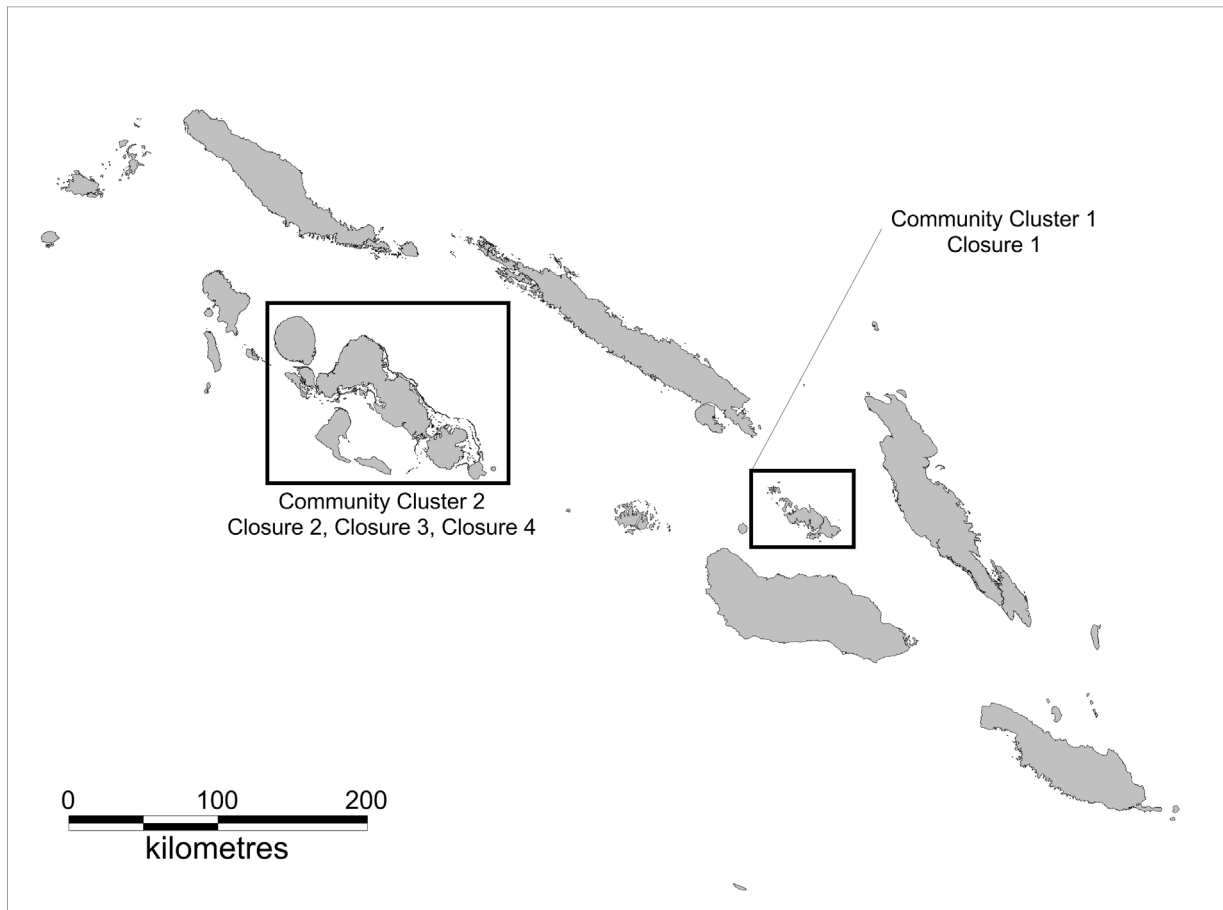 Community Cluster 1
Closure 1
Community Cluster 2
Closure 2, Closure 3, Closure 4
0 100 200
kilometres